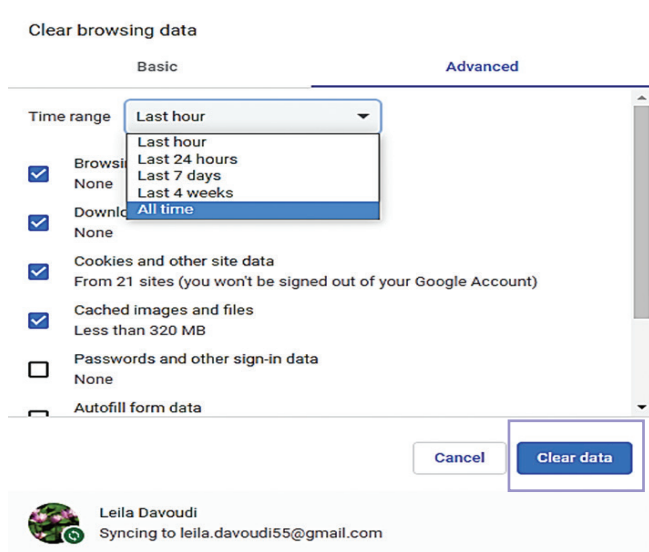 Clear browsing data
Basic
Advanced
Time range
Last hour
Last hour
Last 24 hours
Last 7 days
Last 4 weeks
All time
Browsi
None
Downlo
None
Cookies and other site data
From 21 sites (you won't be signed out of your Google Account)
Cached images and files
Less than 320 MB
Passwords and other sign-in data
None
Autofill form data
Cancel
Clear data
Leila Davoudi
Syncing to leila.davoudi55@gmail.com